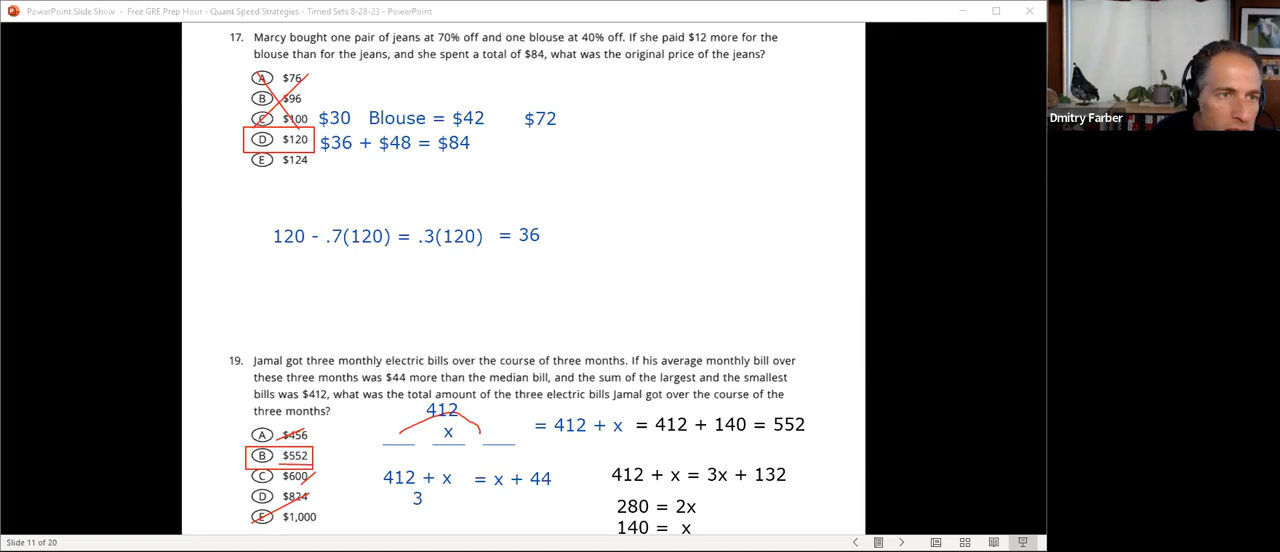 PowerPoint Slide Show - Free GRE Prep Hour - Quant Speed Strategies - Timed Sets 8-28-23 - PowerPoint
17. Marcy bought one pair of jeans at 70% off and one blouse at 40% off. If she paid $12 more for the
blouse than for the jeans, and she spent a total of $84, what was the original price of the jeans?
A $76
B $96
C $100 $30 Blouse = $42 $72
D $120 $36 + $48 = $84
E $124
Dmitry Farber
120 - .7(120) = .3(120) = 36
19. Jamal got three monthly electric bills over the course of three months. If his average monthly bill over
these three months was $44 more than the median bill, and the sum of the largest and the smallest
bills was $412, what was the total amount of the three electric bills Jamal got over the course of the
three months?
412
x = 412 + x = 412 + 140 = 552
A $456
B $552
C $600
D $824
E $1,000
412 + x = x + 44
3
412 + x = 3x + 132
280 = 2x
140 = x
Slide 11 of 20